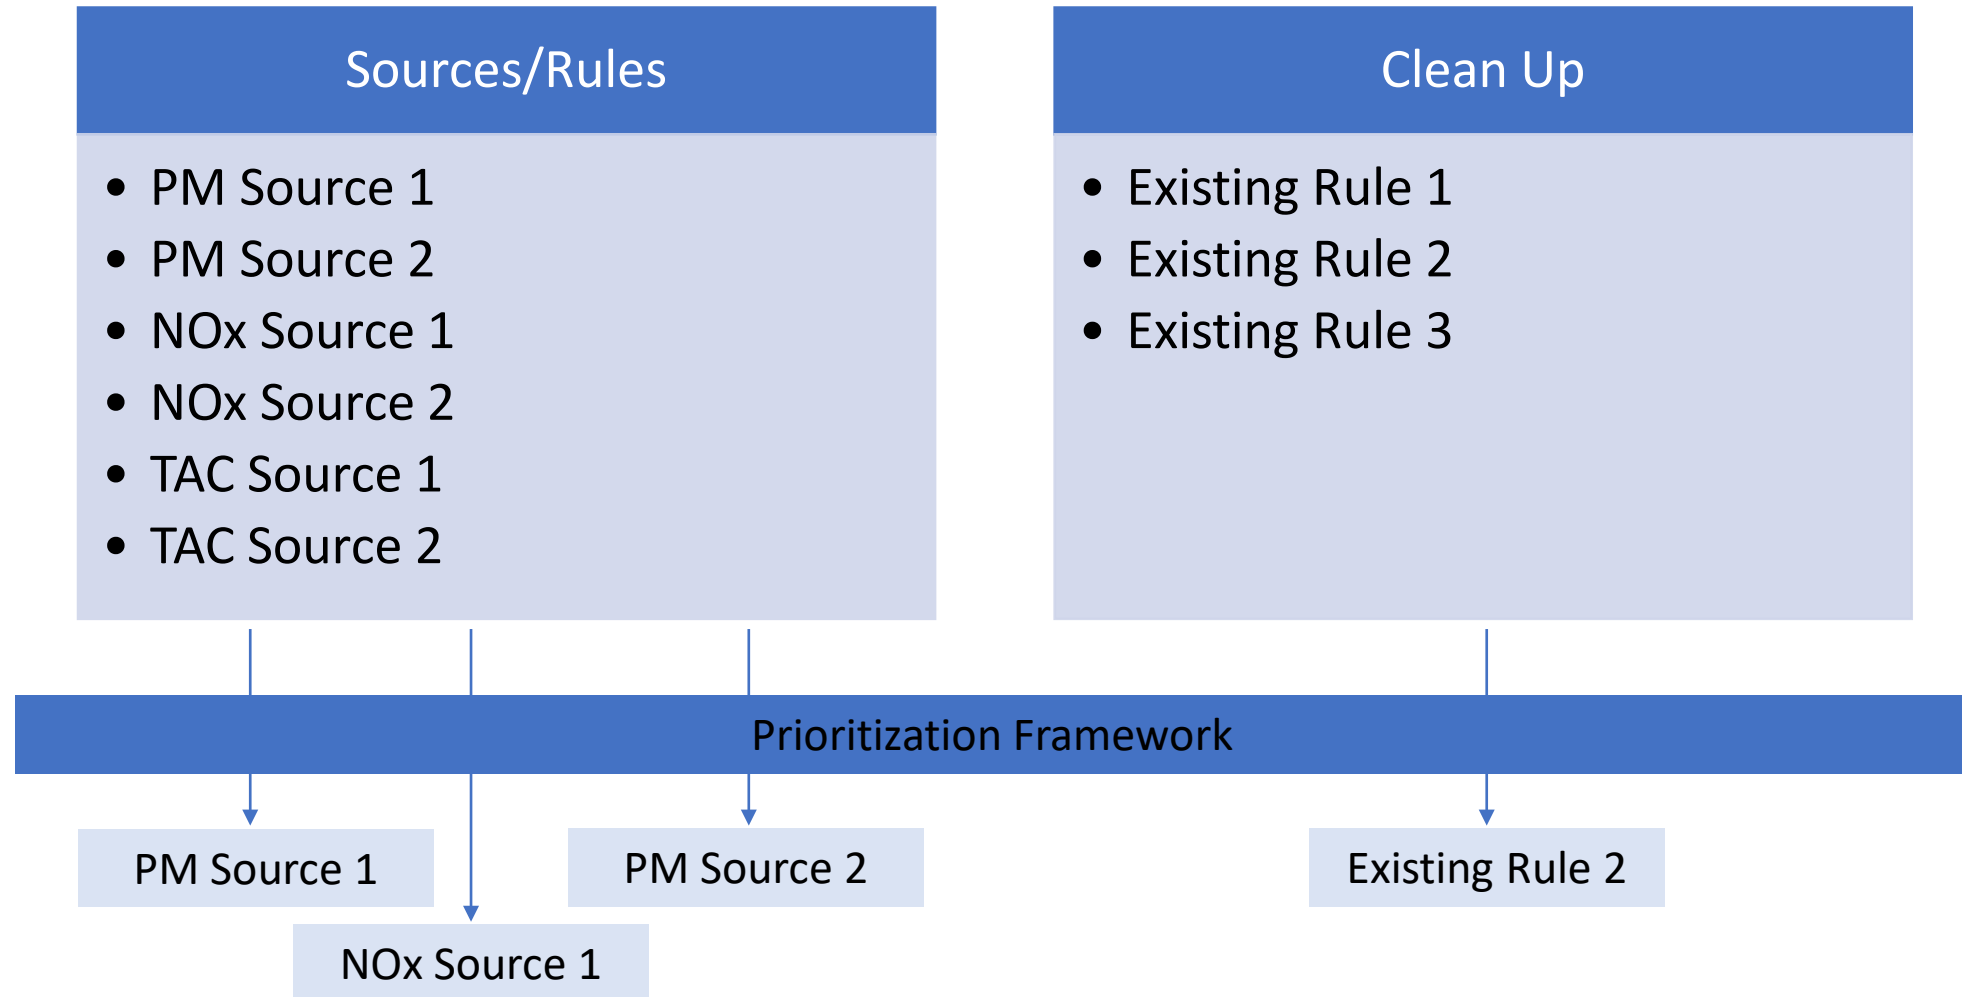 Sources/Rules
• PM Source 1
• PM Source 2
• NOx Source 1
• NOx Source 2
• TAC Source 1
• TAC Source 2
Clean Up
• Existing Rule 1
• Existing Rule 2
• Existing Rule 3
Prioritization Framework
PM Source 1
PM Source 2
Existing Rule 2
NOx Source 1